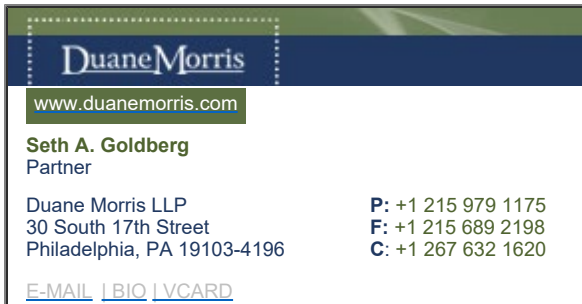 DuaneMorris
www.duanemorris.com
Seth A. Goldberg
Partner
Duane Morris LLP
30 South 17th Street
Philadelphia, PA 19103-4196
P: +1 215 979 1175
F: +1 215 689 2198
C: +1 267 632 1620
E-MAIL | BIO | VCARD